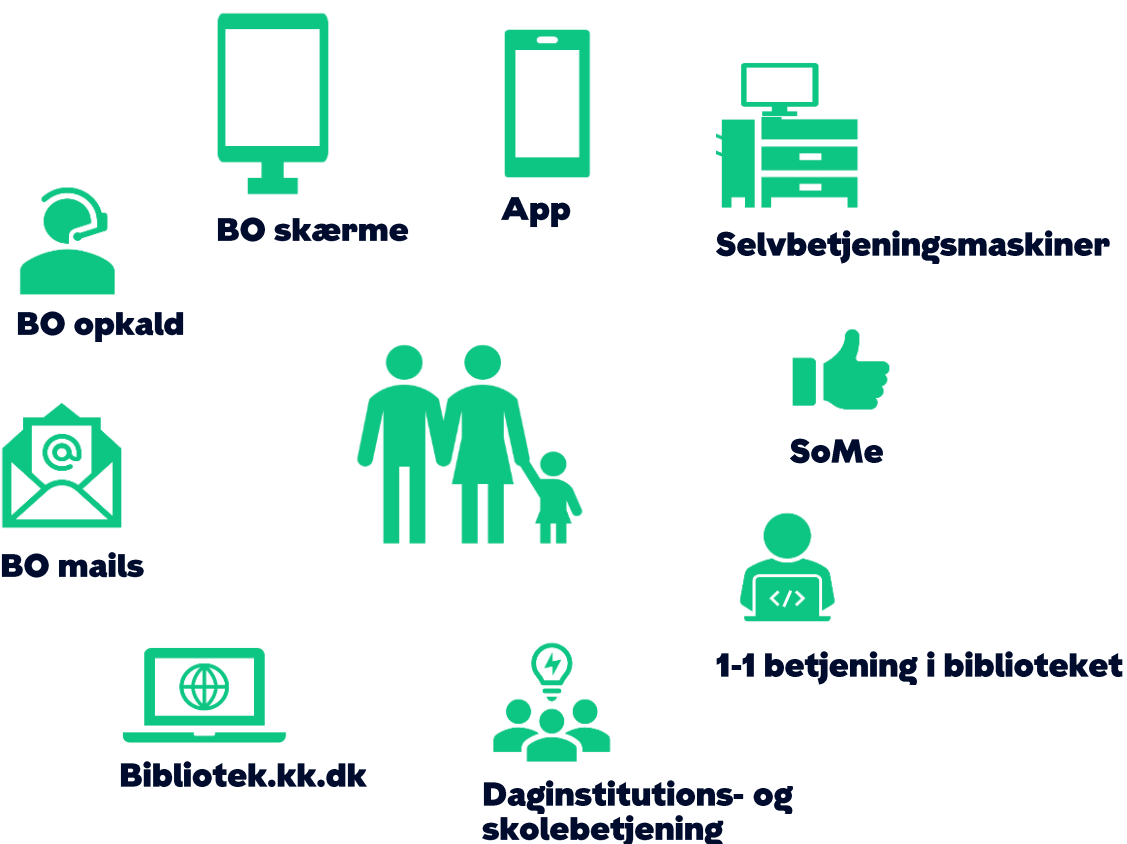 App
BO skærme
Selvbetjeningsmaskiner
BO opkald
SoMe
BO mails
1-1 betjening i biblioteket
Bibliotek.kk.dk
Daginstitutions- og
skolebetjening
@
</>